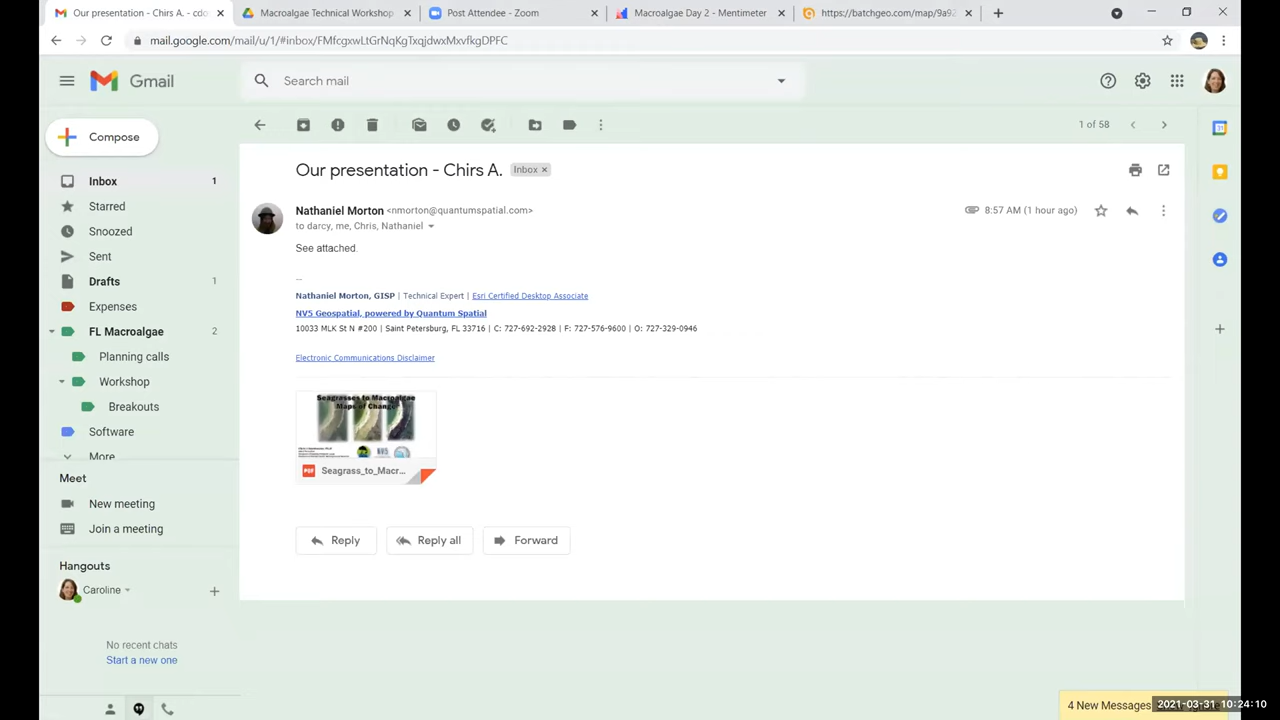 Our presentation - Chirs A. - cdo
Macroalgae Technical Workshop
Post Attendee - Zoom
Macroalgae Day 2 - Mentimeter
https://batchgeo.com/map/9a92
mail.google.com/mail/u/1/#inbox/FMfcgxwLtGrNqKgTxqjdwxMxvfkgDPFC
Gmail
Search mail
Compose
1 of 58
Our presentation - Chirs A.
Inbox ×
Inbox 1
Starred
Snoozed
Sent
Drafts 1
Expenses
FL Macroalgae 2
Planning calls
Workshop
Breakouts
Software
More
Nathaniel Morton <nmorton@quantumspatial.com>
8:57 AM (1 hour ago)
to darcy, me, Chris, Nathaniel
See attached.
--
Nathaniel Morton, GISP | Technical Expert | Esri Certified Desktop Associate
NV5 Geospatial, powered by Quantum Spatial
10033 MLK St N #200 | Saint Petersburg, FL 33716 | C: 727-692-2928 | F: 727-576-9600 | O: 727-329-0946
Electronic Communications Disclaimer
Seagrasses to Macroalgae
Maps of Change
NV5
PDF Seagrass_to_Macr...
Reply
Reply all
Forward
Meet
New meeting
Join a meeting
Hangouts
Caroline
No recent chats
Start a new one
4 New Messages
2021-03-31 10:24:10